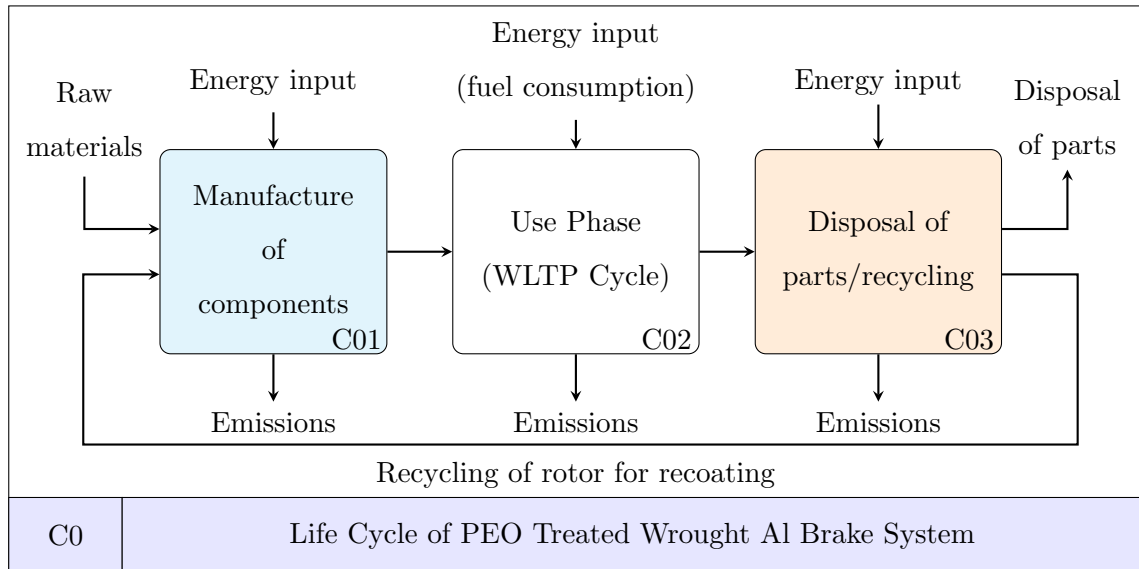 Energy input
(fuel consumption)
Energy input
Energy input
Raw
materials
Disposal
of parts
Manufacture
of
components
C01
Use Phase
(WLTP Cycle)
C02
Disposal of
parts/recycling
C03
Emissions
Emissions
Emissions
Recycling of rotor for recoating
C0
Life Cycle of PEO Treated Wrought Al Brake System